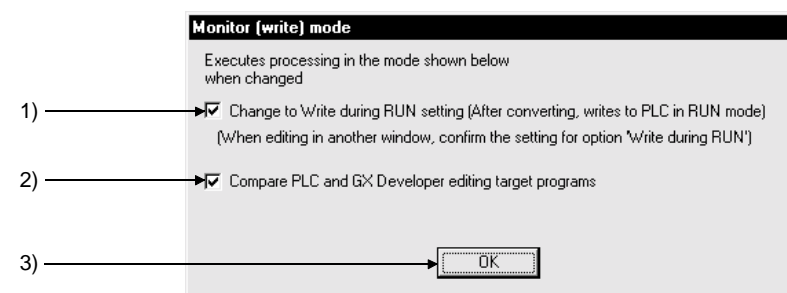 Monitor (write) mode
Executes processing in the mode shown below
when changed
1)
Change to Write during RUN setting (After converting, writes to PLC in RUN mode)
(When editing in another window, confirm the setting for option 'Write during RUN')
2)
Compare PLC and GX Developer editing target programs
3)
OK